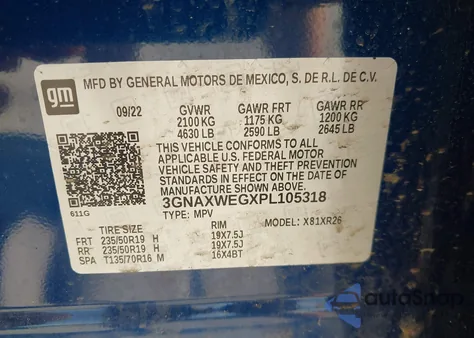 gm
MFD BY GENERAL MOTORS DE MEXICO, S. DE R.L. DE C.V.
09/22 GVWR GAWR FRT GAWR RR
2100 KG 1175 KG 1200 KG
4630 LB 2590 LB 2645 LB
THIS VEHICLE CONFORMS TO ALL
APPLICABLE U.S. FEDERAL MOTOR
VEHICLE SAFETY AND THEFT PREVENTION
STANDARDS IN EFFECT ON THE DATE
OF MANUFACTURE SHOWN ABOVE.
3GNAXWEGXPL105318
611G TYPE: MPV MODEL: X81XR26
TIRE SIZE RIM
FRT 235/50R19 H 19X7.5J
RR 235/50R19 H 19X7.5J
SPA T135/70R16 M 16X4BT
autoSnap